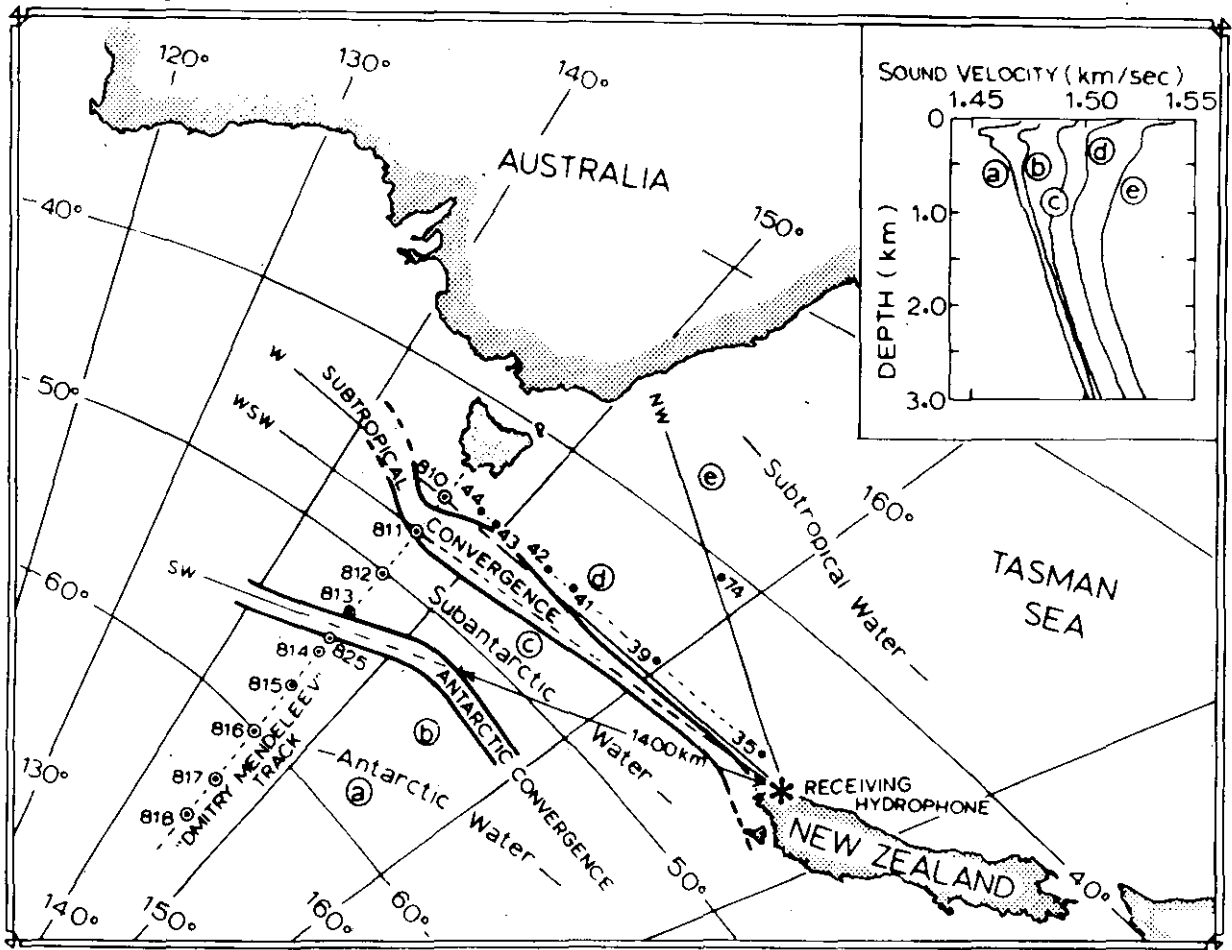 120°
130°
140°
SOUND VELOCITY (km/sec)
1.45 1.50 1.55
0
1.0
2.0
3.0
DEPTH (km)
a
b
c
d
e
AUSTRALIA
150°
40°
50°
60°
130°
W
WSW
SW
NW
SUBTROPICAL
CONVERGENCE
810
44
43
42
41
39
35
74
811
812
813
814
825
815
816
817
818
e
d
c
b
a
Subtropical Water
160°
TASMAN
SEA
Subantarctic
Water
ANTARCTIC CONVERGENCE
Antarctic
Water
1400 km
"DMITRY MENDELEEV"
TRACK
RECEIVING
HYDROPHONE
NEW ZEALAND
140°
150°
160°
60°
50°
40°